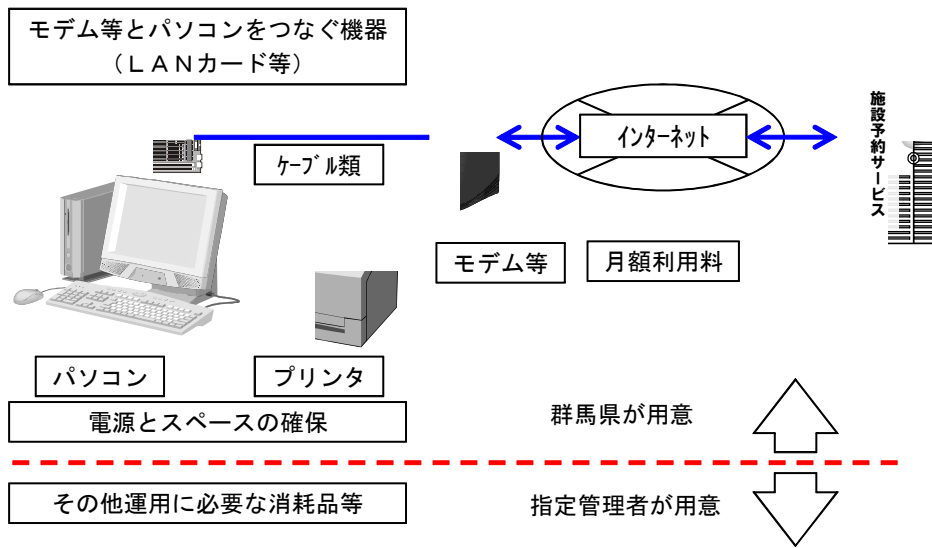 モデム等とパソコンをつなぐ機器
（ＬＡＮカード等）
ｹｰﾌﾞﾙ類
ｲﾝﾀｰﾈｯﾄ
施設予約サービス
モデム等
月額利用料
パソコン
プリンタ
電源とスペースの確保
群馬県が用意
その他運用に必要な消耗品等
指定管理者が用意